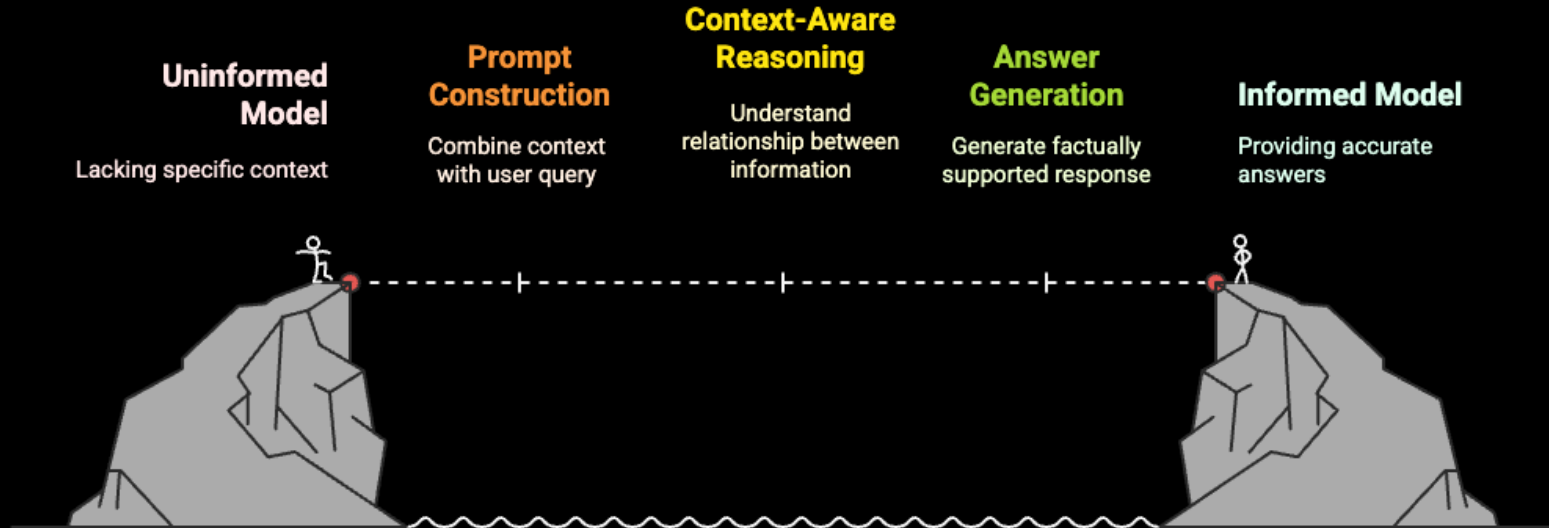 Uninformed
Model
Lacking specific context
Prompt
Construction
Combine context
with user query
Context-Aware
Reasoning
Understand
relationship between
information
Answer
Generation
Generate factually
supported response
Informed Model
Providing accurate
answers